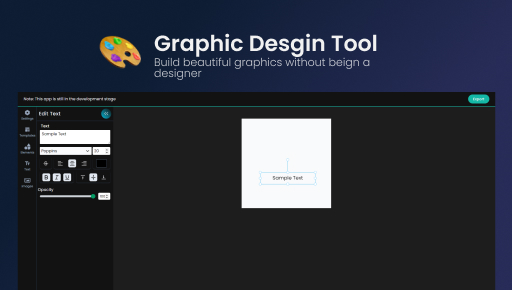 Graphic Desgin Tool
Build beautiful graphics without beign a
designer
Note: This app is still in the development stage
Export
Settings
Edit Text
Templates
Text
Sample Text
Elements
Poppins
20
Text
B I U
Images
Opacity
Sample Text